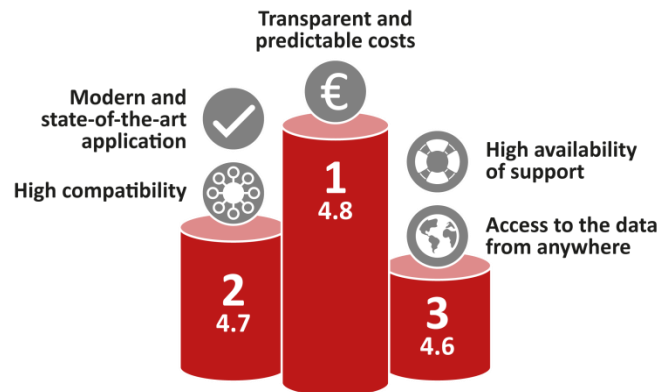 Transparent and
predictable costs
€
Modern and
state-of-the-art
application
High compatibility
1
4.8
High availability
of support
Access to the data
from anywhere
2
4.7
3
4.6